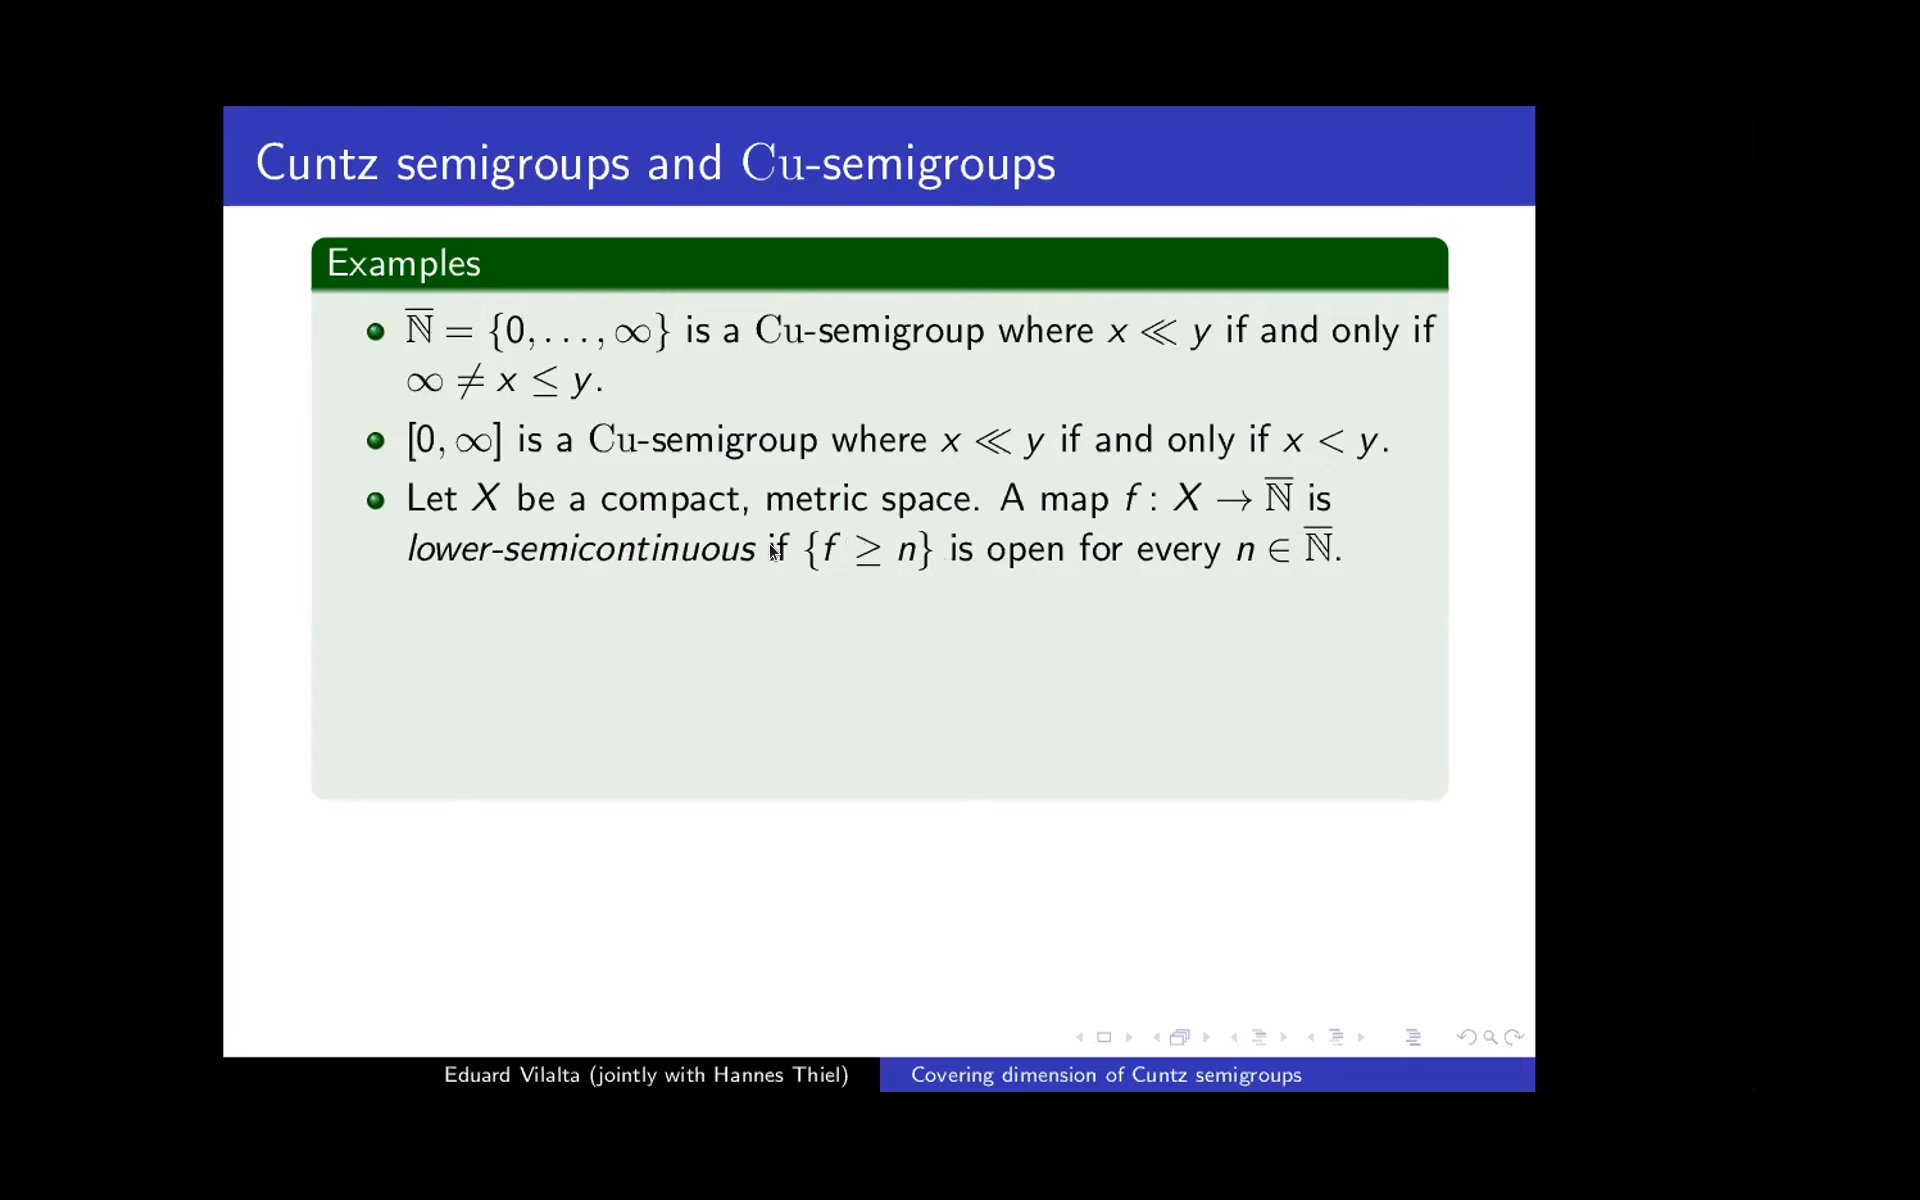 Cuntz semigroups and Cu-semigroups
Examples
ℕ̅ = {0, . . . , ∞} is a Cu-semigroup where x ≪ y if and only if
∞ ≠ x ≤ y.
[0, ∞] is a Cu-semigroup where x ≪ y if and only if x < y.
Let X be a compact, metric space. A map f : X → ℕ̅ is
lower-semicontinuous if {f ≥ n} is open for every n ∈ ℕ̅.
Eduard Vilalta (jointly with Hannes Thiel)
Covering dimension of Cuntz semigroups